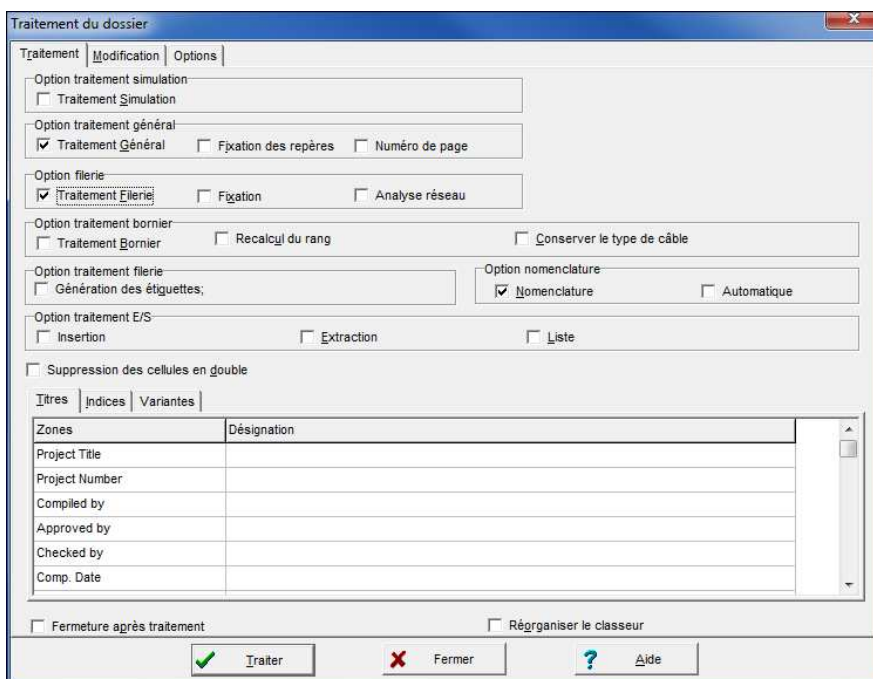 Traitement du dossier
Traitement Modification Options
Option traitement simulation
Traitement Simulation
Option traitement général
Traitement Général Fixation des repères Numéro de page
Option filerie
Traitement Filerie Fixation Analyse réseau
Option traitement bornier
Traitement Bornier Recalcul du rang Conserver le type de câble
Option traitement filerie Option nomenclature
Génération des étiquettes; Nomenclature Automatique
Option traitement E/S
Insertion Extraction Liste
Suppression des cellules en double
Titres Indices Variantes
Zones Désignation
Project Title
Project Number
Compiled by
Approved by
Checked by
Comp. Date
Fermeture après traitement Réorganiser le classeur
Traiter Fermer Aide